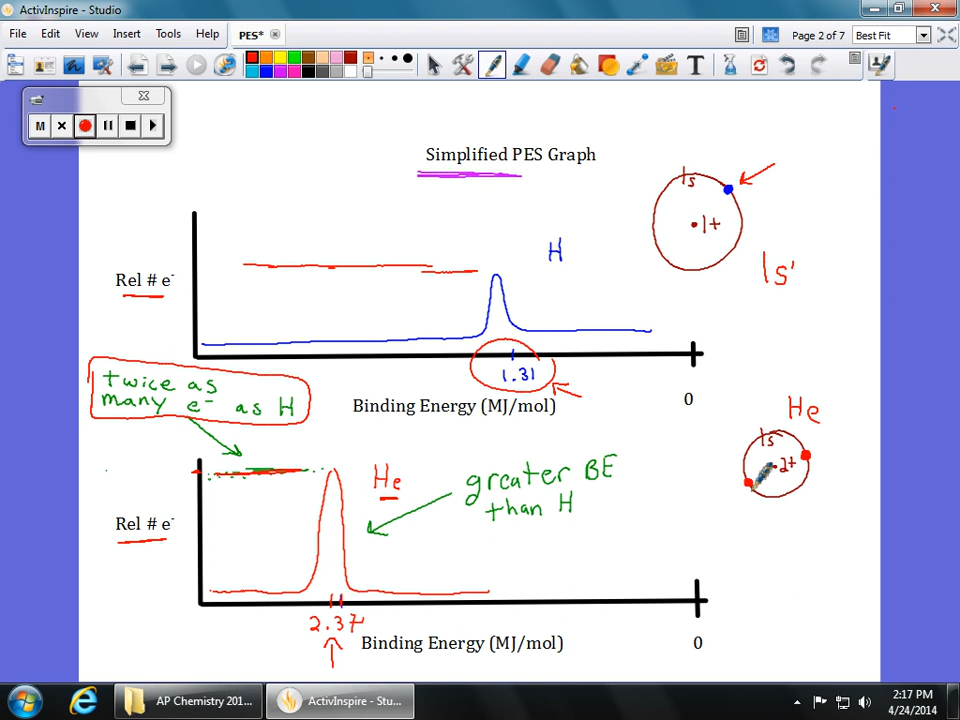 ActivInspire - Studio
File Edit View Insert Tools Help PES* Page 2 of 7 Best Fit
M
Simplified PES Graph
1s
1+
H
1s¹
Rel # e⁻
1.31
Binding Energy (MJ/mol)
0
twice as
many e⁻ as H
He
1s
2+
He
greater BE
than H
Rel # e⁻
2.37
Binding Energy (MJ/mol)
0
AP Chemistry 201... ActivInspire - Stu...
2:17 PM
4/24/2014